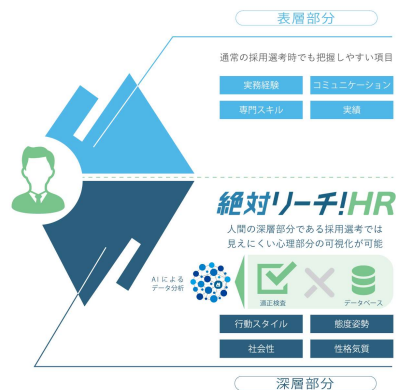 表層部分
通常の採用選考時でも把握しやすい項目
実務経験
コミュニケーション
専門スキル
実績
絶対リーチ!HR
人間の深層部分である採用選考では
見えにくい心理部分の可視化が可能
AIによる
データ分析
AI
適正検査
データベース
行動スタイル
態度姿勢
社会性
性格気質
深層部分